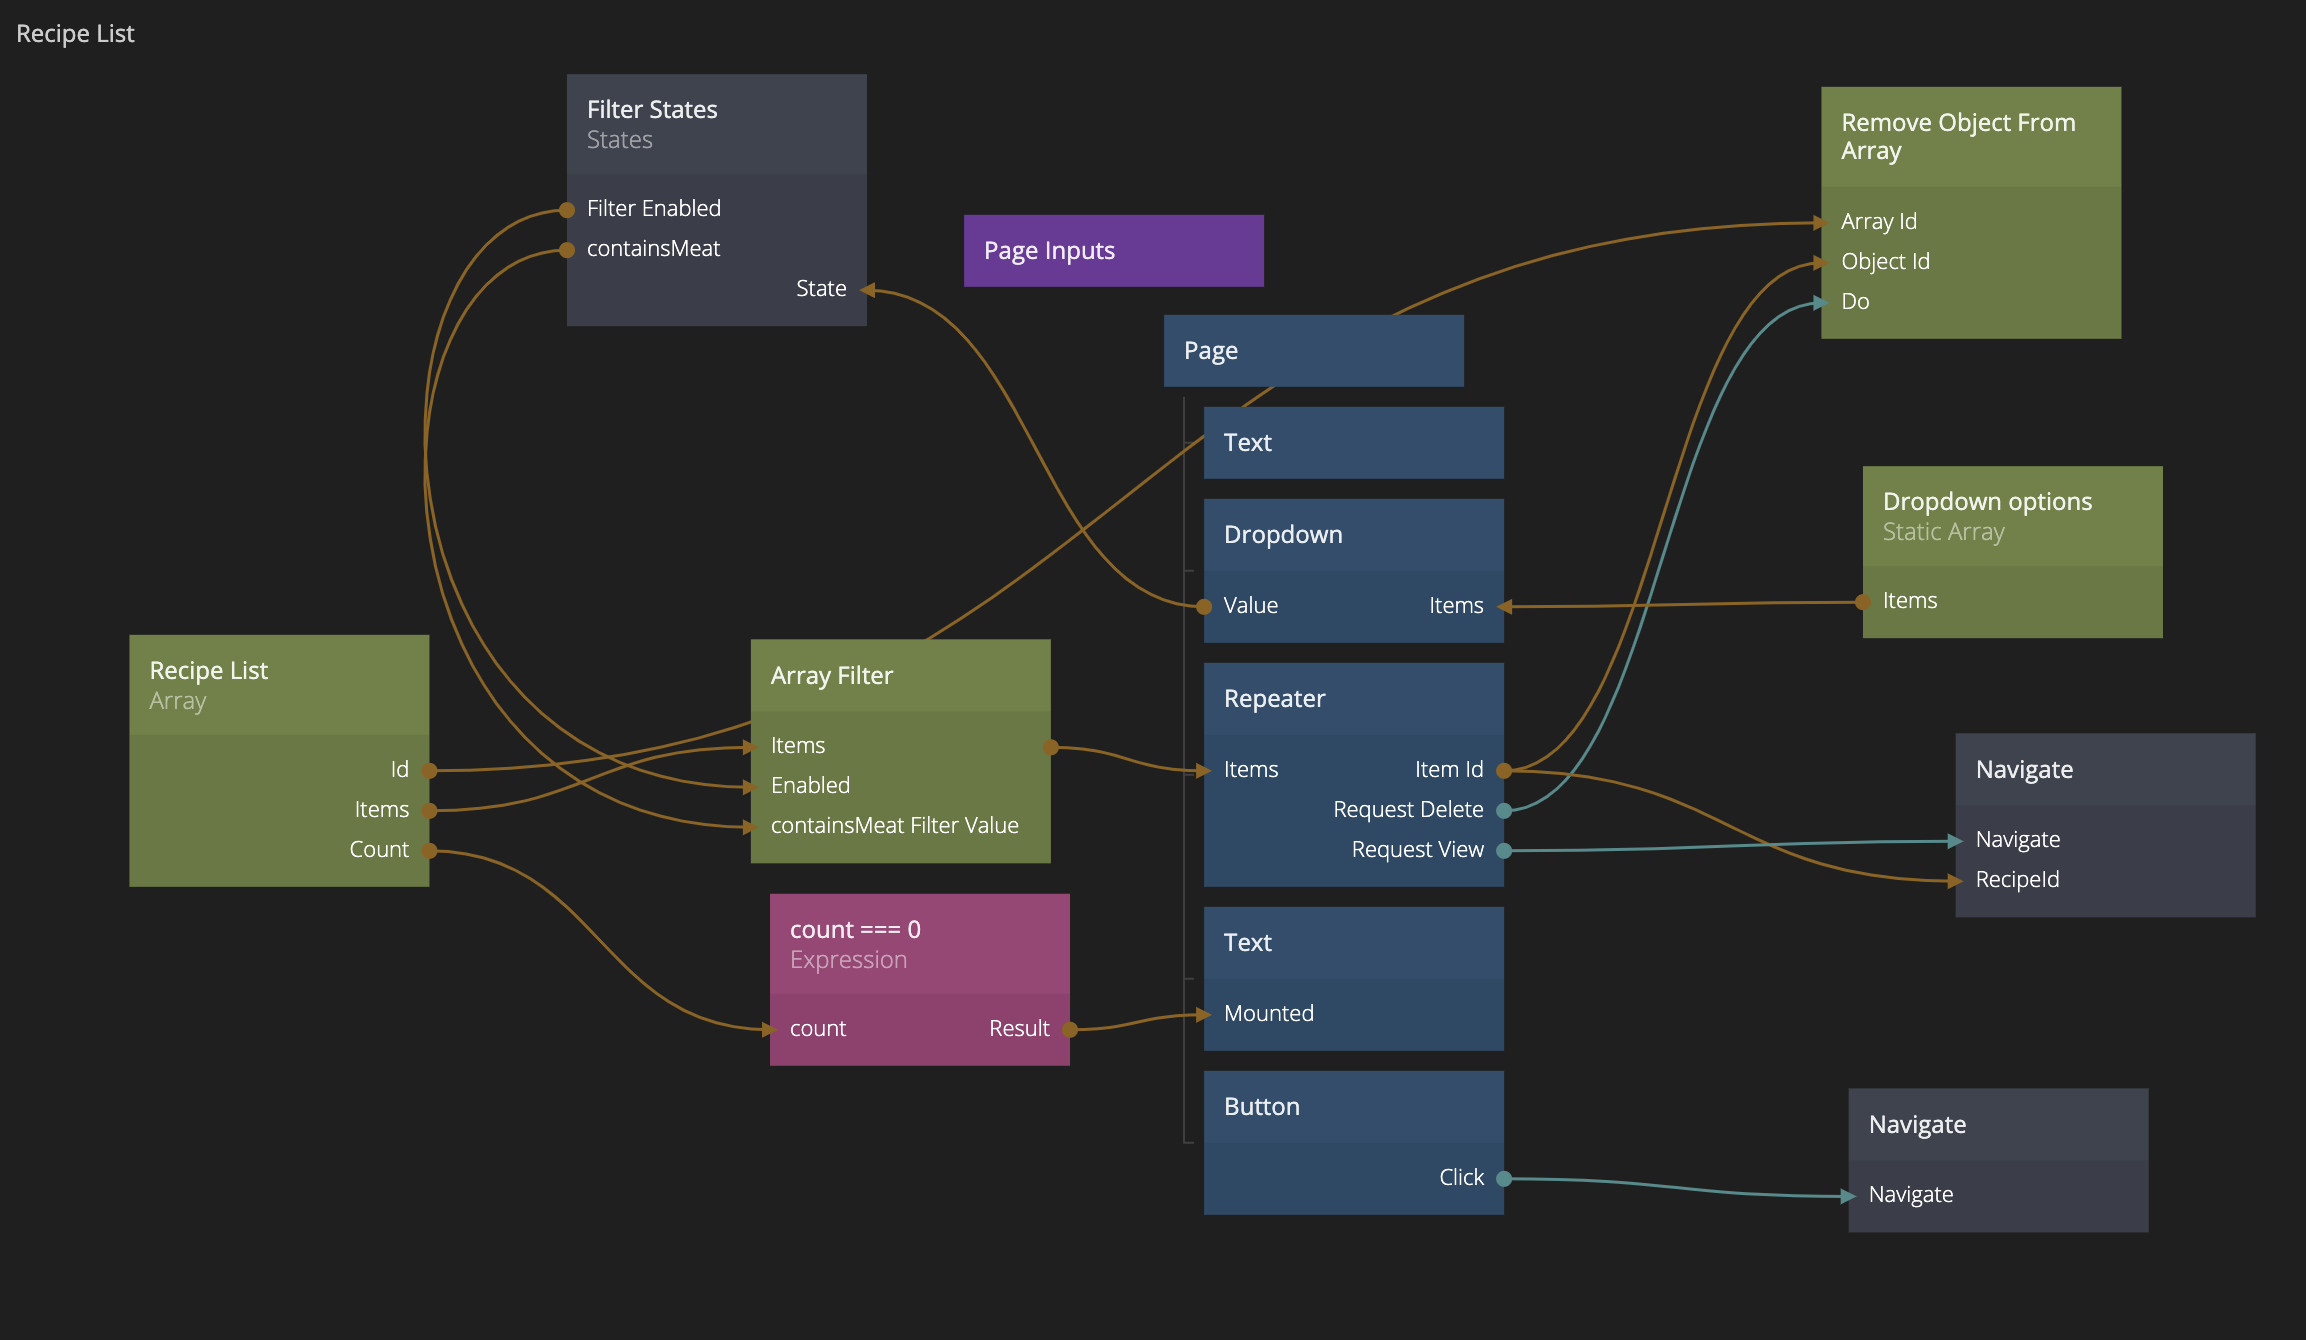 Recipe List
Filter States
States
Filter Enabled
containsMeat
State
Page Inputs
Page
Text
Dropdown
Value
Items
Repeater
Items
Item Id
Request Delete
Request View
Text
Mounted
Button
Click
Recipe List
Array
Id
Items
Count
Array Filter
Items
Enabled
containsMeat Filter Value
count === 0
Expression
count
Result
Remove Object From
Array
Array Id
Object Id
Do
Dropdown options
Static Array
Items
Navigate
Navigate
RecipeId
Navigate
Navigate